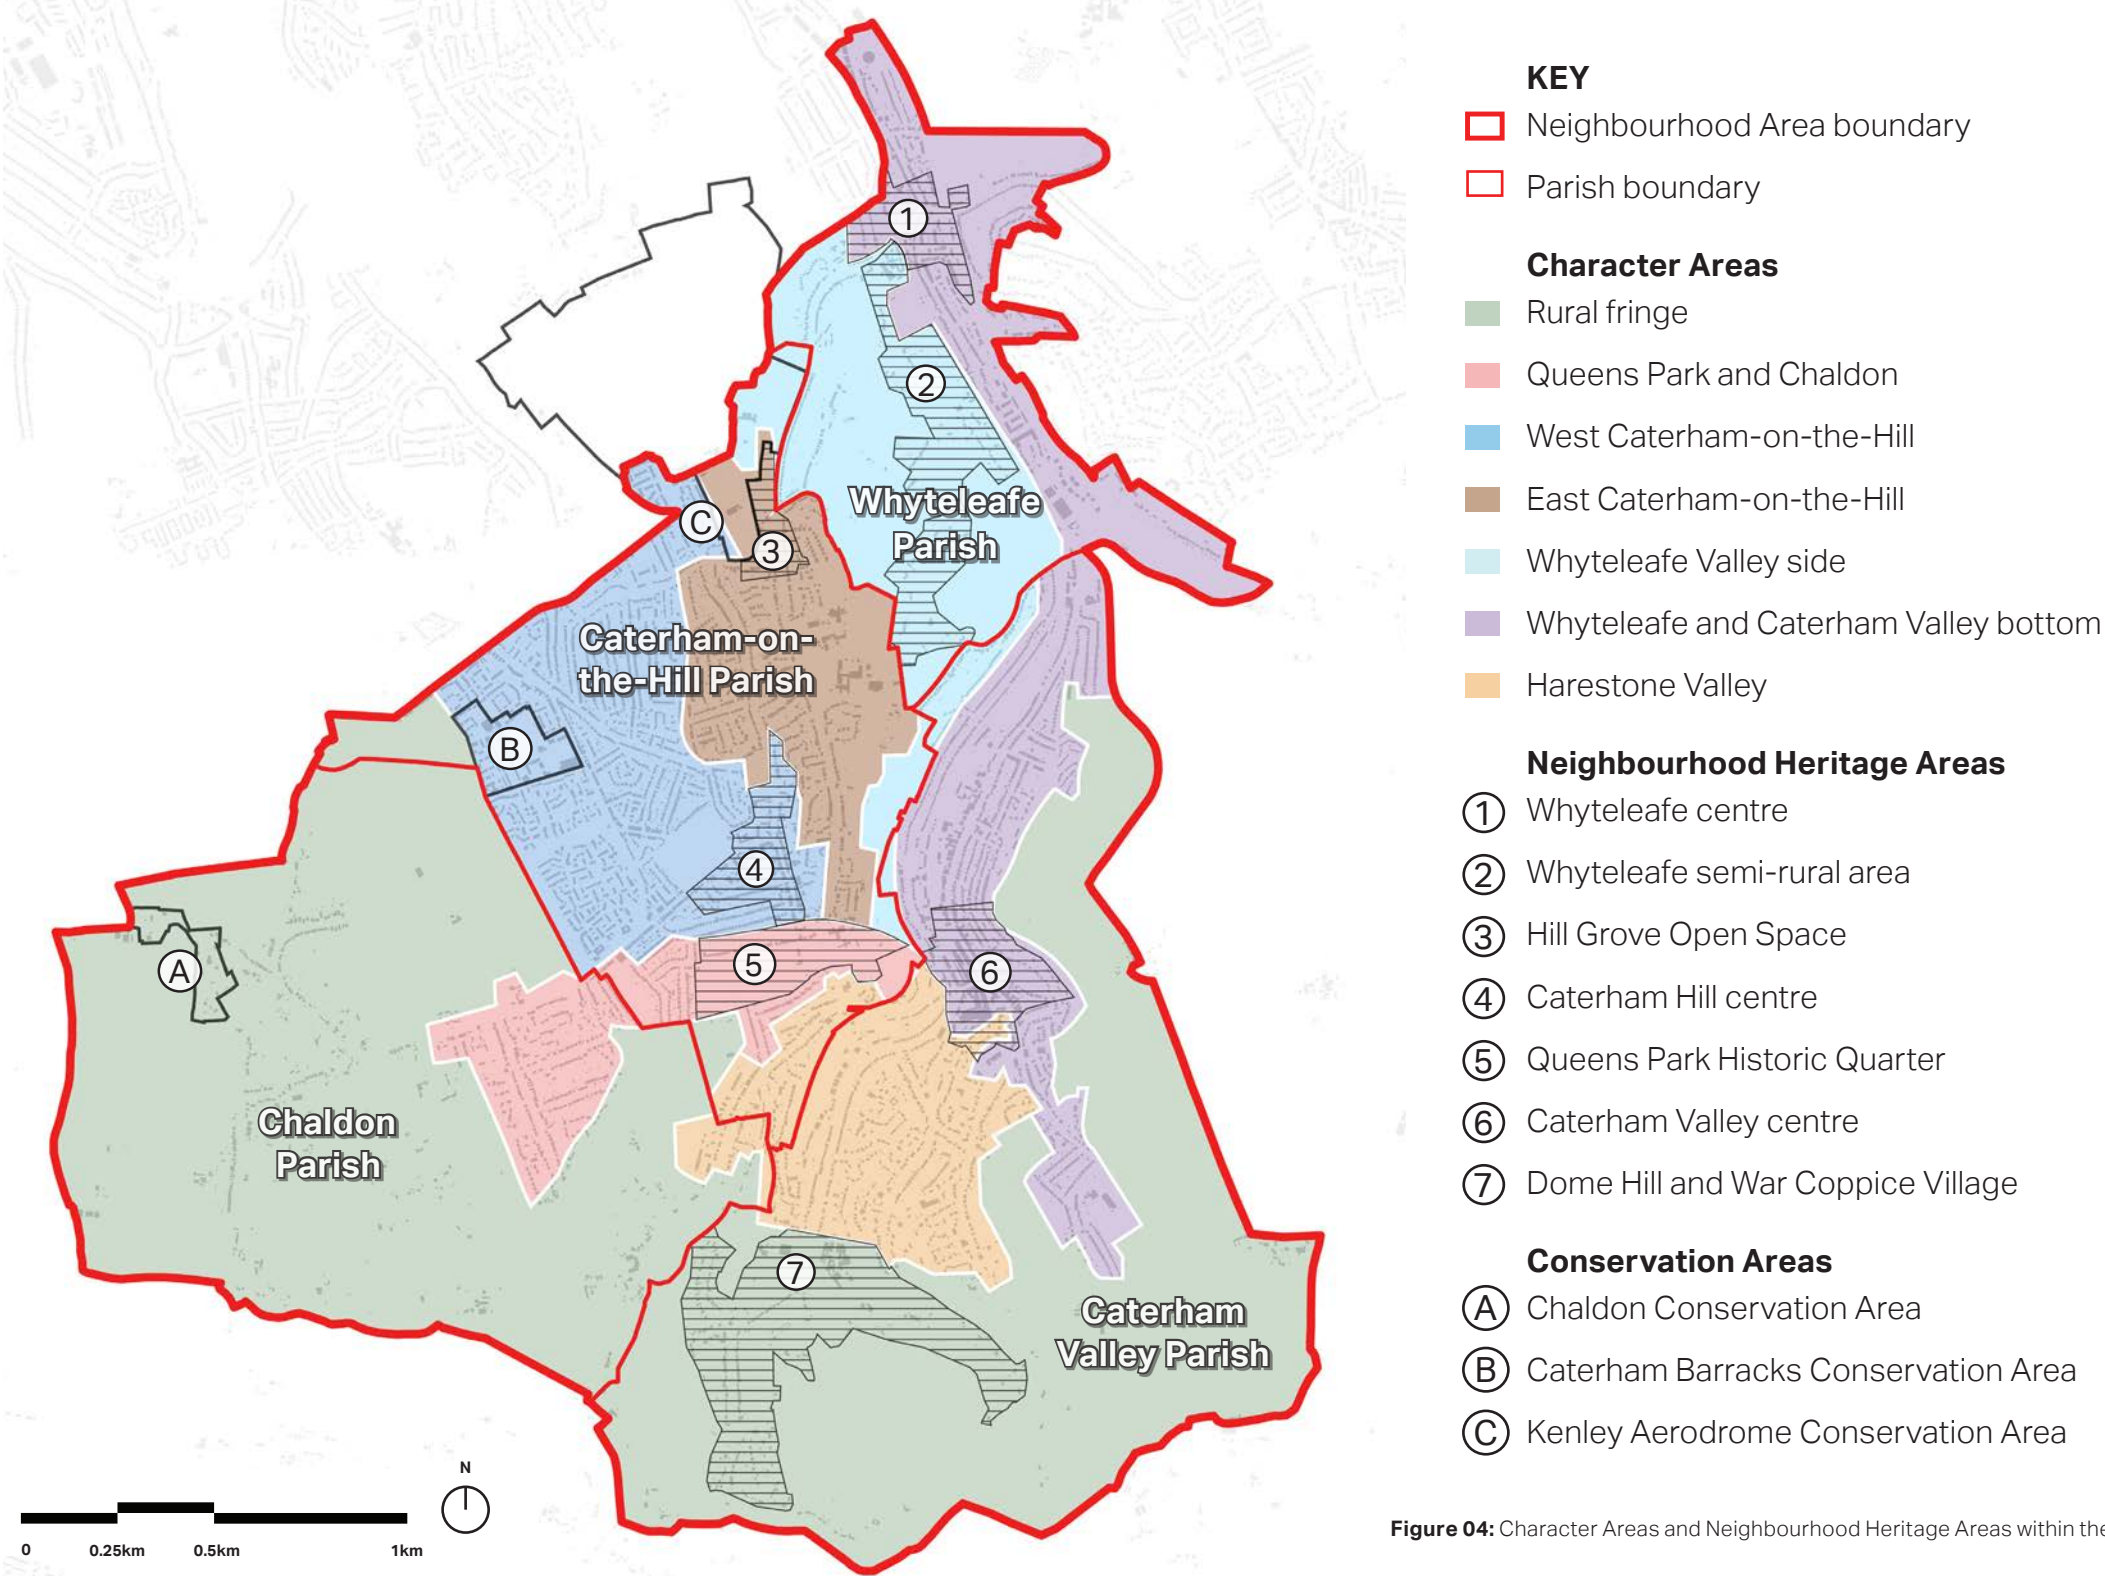 1
2
Whyteleafe
Parish
C
3
Caterham-on-
the-Hill Parish
B
4
5
6
A
Chaldon
Parish
7
Caterham
Valley Parish
N
0
0.25km
0.5km
1km
KEY
Neighbourhood Area boundary
Parish boundary
Character Areas
Rural fringe
Queens Park and Chaldon
West Caterham-on-the-Hill
East Caterham-on-the-Hill
Whyteleafe Valley side
Whyteleafe and Caterham Valley bottom
Harestone Valley
Neighbourhood Heritage Areas
1 Whyteleafe centre
2 Whyteleafe semi-rural area
3 Hill Grove Open Space
4 Caterham Hill centre
5 Queens Park Historic Quarter
6 Caterham Valley centre
7 Dome Hill and War Coppice Village
Conservation Areas
A Chaldon Conservation Area
B Caterham Barracks Conservation Area
C Kenley Aerodrome Conservation Area
Figure 04: Character Areas and Neighbourhood Heritage Areas within the